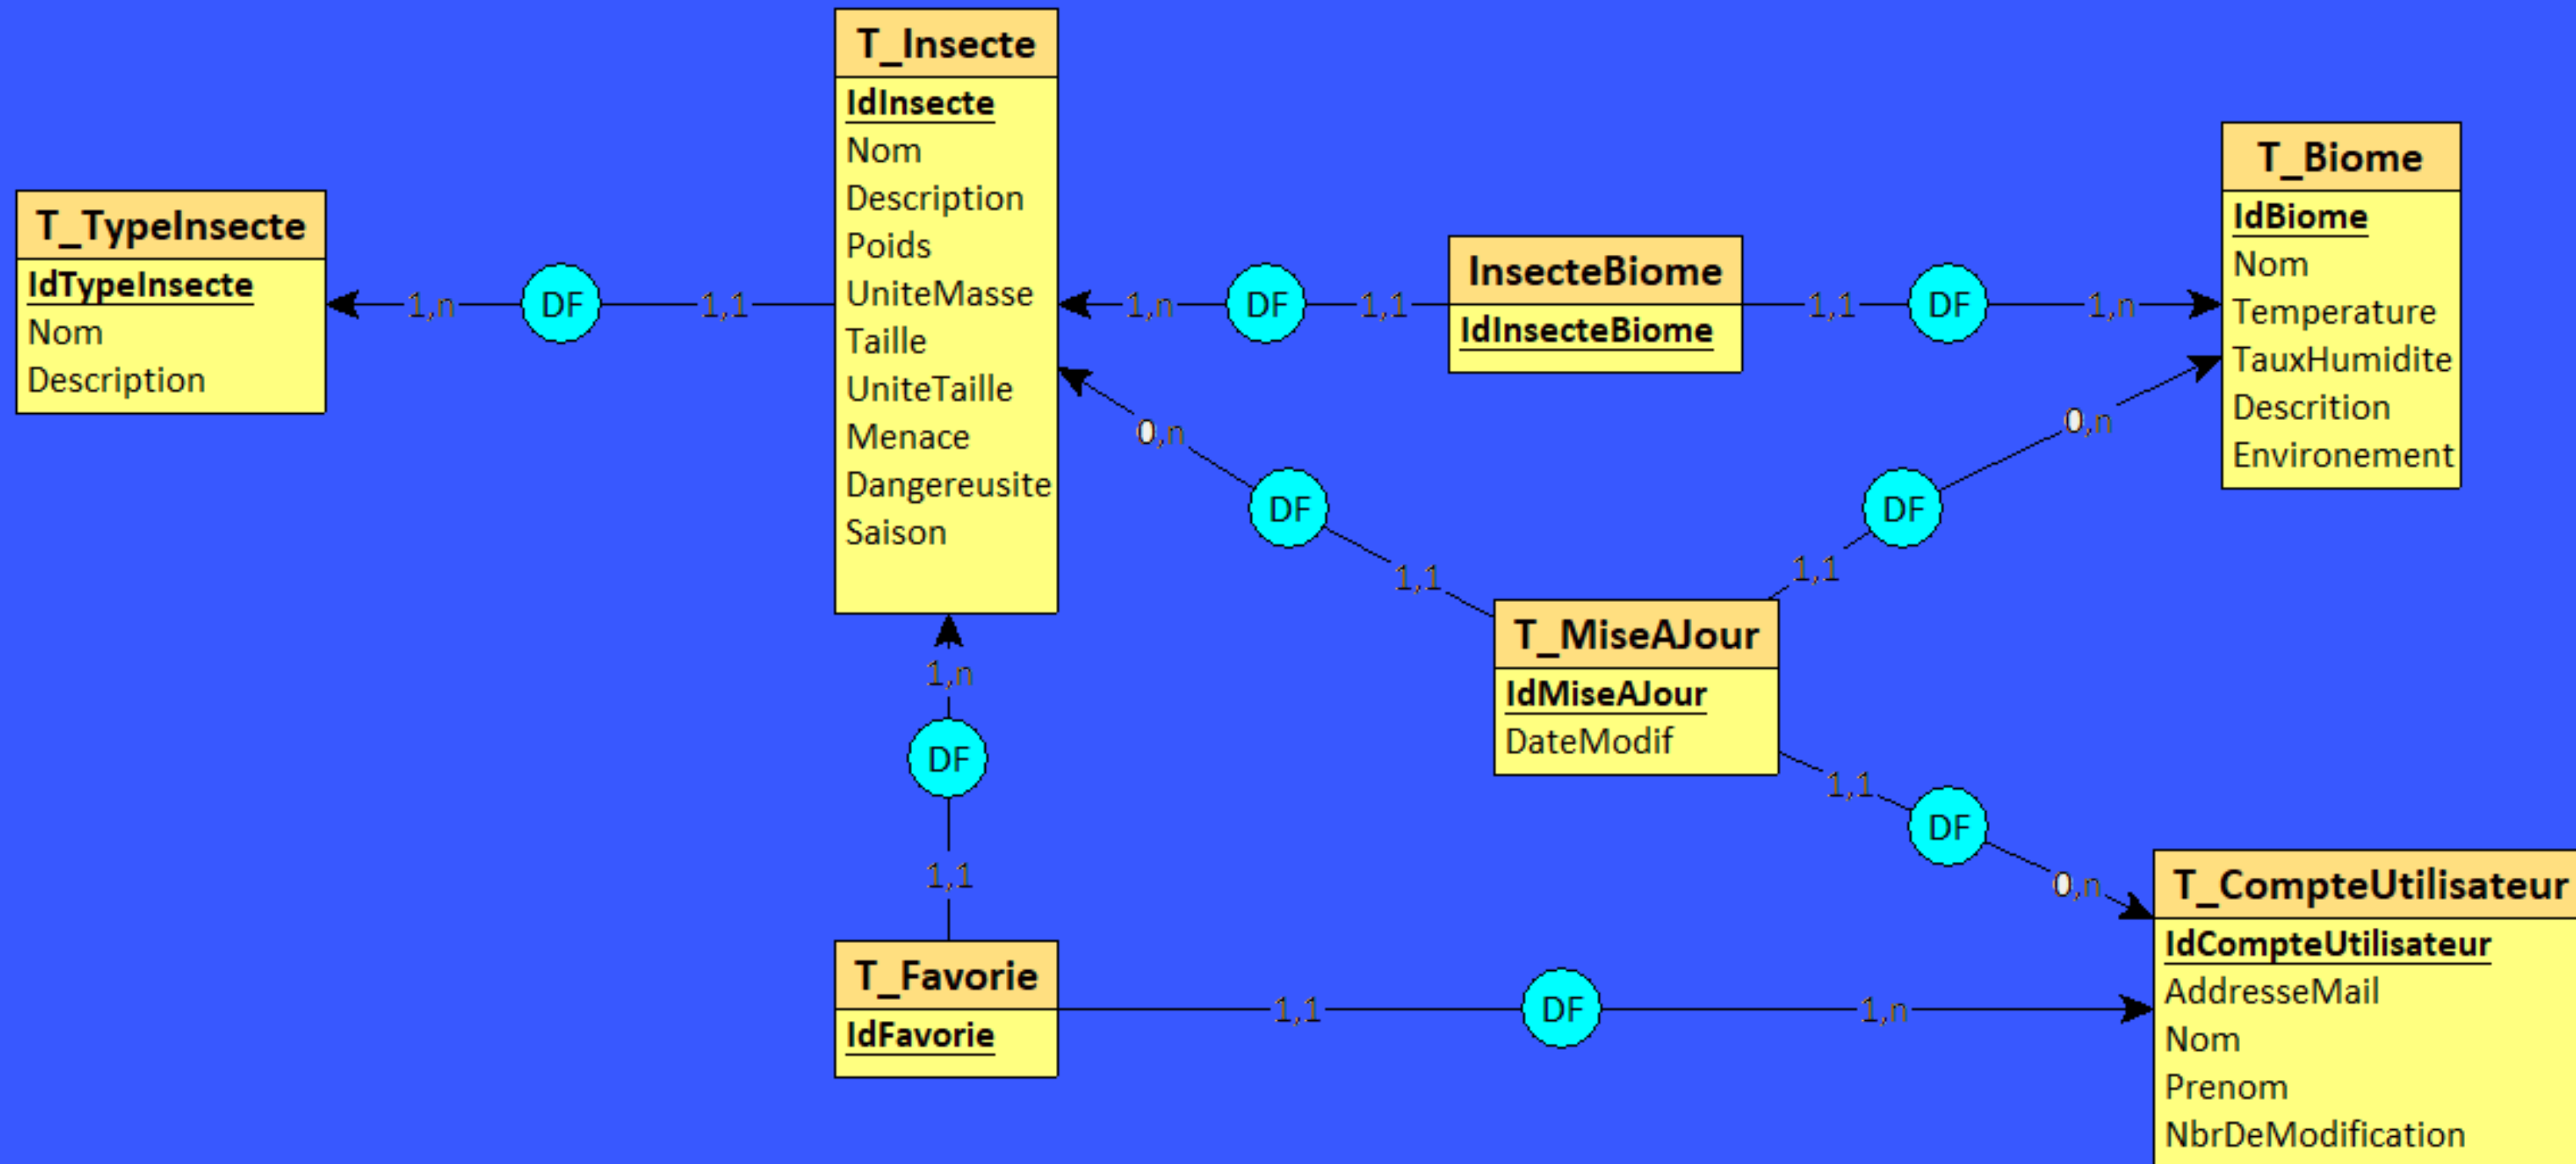 T_TypeInsecte
IdTypeInsecte
Nom
Description
1,n
DF
1,1
T_Insecte
IdInsecte
Nom
Description
Poids
UniteMasse
Taille
UniteTaille
Menace
Dangereusite
Saison
1,n
DF
1,1
InsecteBiome
IdInsecteBiome
1,1
DF
1,n
T_Biome
IdBiome
Nom
Temperature
TauxHumidite
Descrition
Environement
0,n
DF
1,1
0,n
DF
1,1
T_MiseAJour
IdMiseAJour
DateModif
1,1
DF
0,n
1,n
DF
1,1
T_Favorie
IdFavorie
1,1
DF
1,n
T_CompteUtilisateur
IdCompteUtilisateur
AddresseMail
Nom
Prenom
NbrDeModification